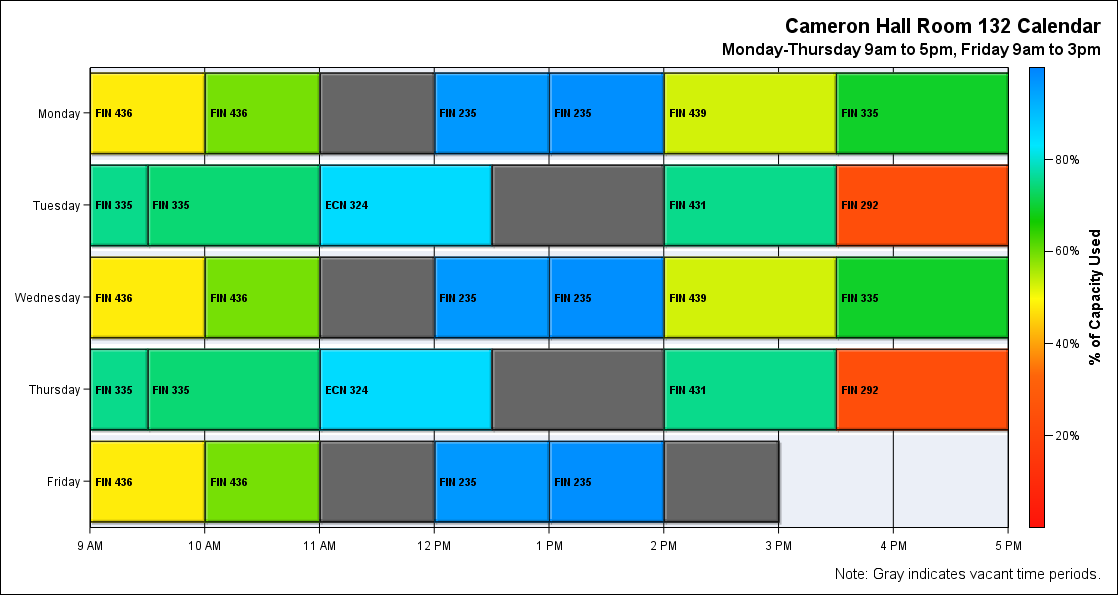 Cameron Hall Room 132 Calendar
Monday-Thursday 9am to 5pm, Friday 9am to 3pm
Monday
FIN 436
FIN 436
FIN 235
FIN 235
FIN 439
FIN 335
Tuesday
FIN 335
FIN 335
ECN 324
FIN 431
FIN 292
Wednesday
FIN 436
FIN 436
FIN 235
FIN 235
FIN 439
FIN 335
Thursday
FIN 335
FIN 335
ECN 324
FIN 431
FIN 292
Friday
FIN 436
FIN 436
FIN 235
FIN 235
9 AM
10 AM
11 AM
12 PM
1 PM
2 PM
3 PM
4 PM
5 PM
80%
60%
40%
20%
% of Capacity Used
Note: Gray indicates vacant time periods.